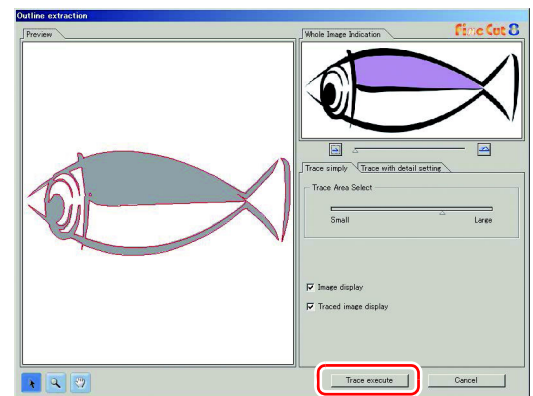 Outline extraction
Preview
Whole Image Indication
Fine Cut 8
Trace simply
Trace with detail setting
Trace Area Select
Small
Large
Image display
Traced image display
Trace execute
Cancel